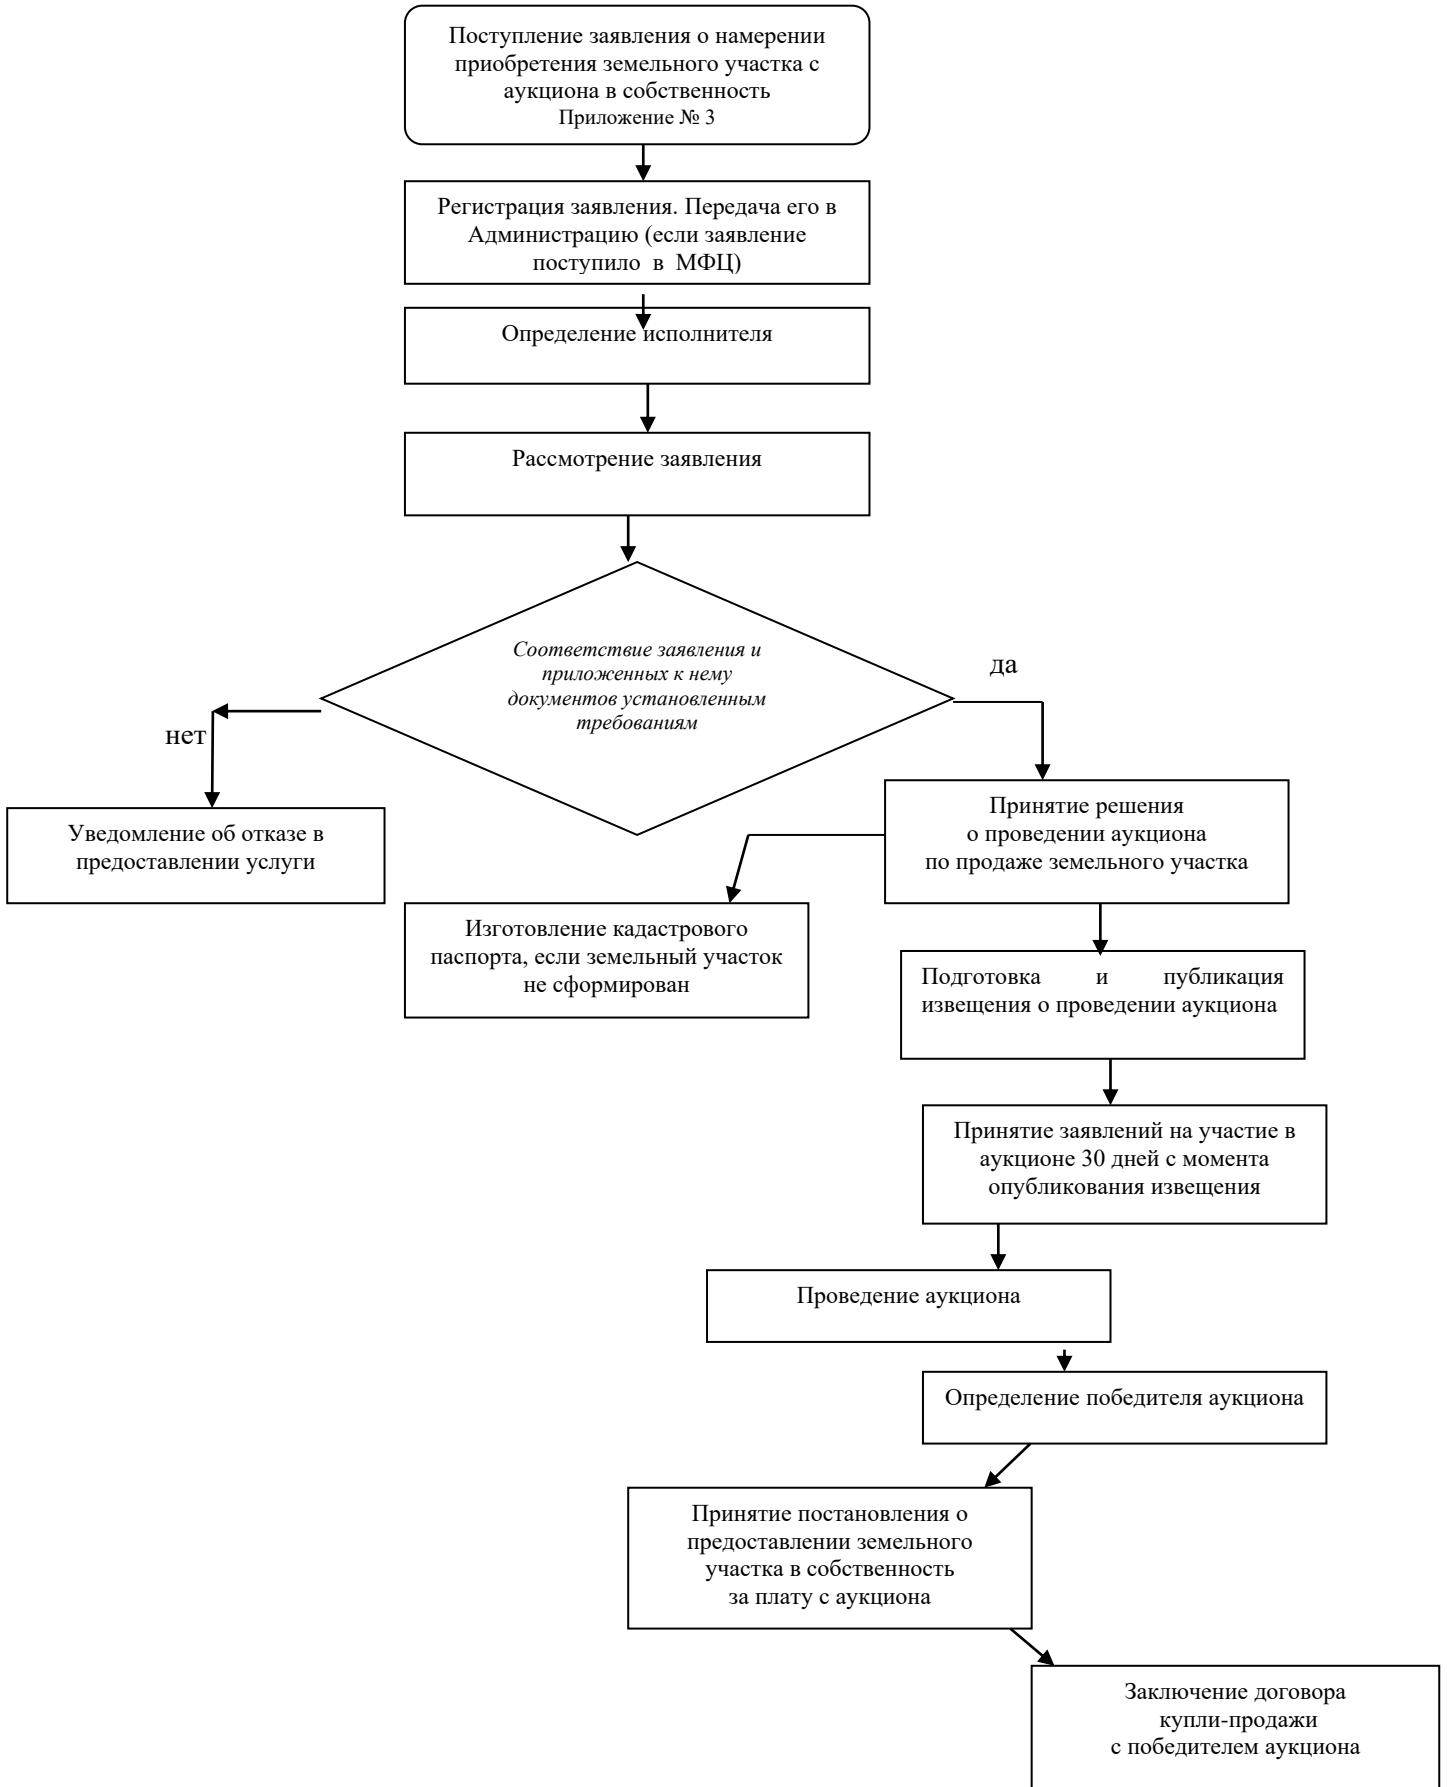 Поступление заявления о намерении
приобретения земельного участка с
аукциона в собственность
Приложение № 3
Регистрация заявления. Передача его в
Администрацию (если заявление
поступило в МФЦ)
Определение исполнителя
Рассмотрение заявления
Соответствие заявления и
приложенных к нему
документов установленным
требованиям
да
нет
Принятие решения
о проведении аукциона
по продаже земельного участка
Уведомление об отказе в
предоставлении услуги
Изготовление кадастрового
паспорта, если земельный участок
не сформирован
Подготовка и публикация
извещения о проведении аукциона
Принятие заявлений на участие в
аукционе 30 дней с момента
опубликования извещения
Проведение аукциона
Определение победителя аукциона
Принятие постановления о
предоставлении земельного
участка в собственность
за плату с аукциона
Заключение договора
купли-продажи
с победителем аукциона